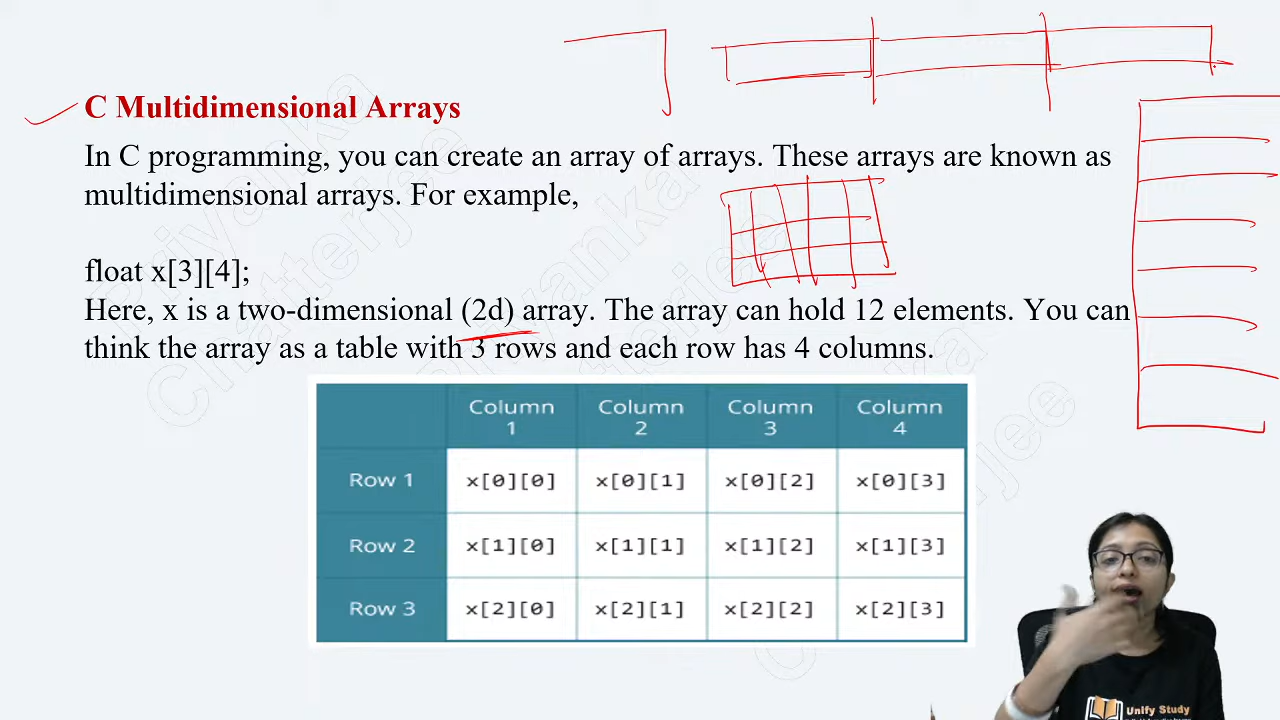 C Multidimensional Arrays
In C programming, you can create an array of arrays. These arrays are known as
multidimensional arrays. For example,
float x[3][4];
Here, x is a two-dimensional (2d) array. The array can hold 12 elements. You can
think the array as a table with 3 rows and each row has 4 columns.
Column 1 Column 2 Column 3 Column 4
Row 1 x[0][0] x[0][1] x[0][2] x[0][3]
Row 2 x[1][0] x[1][1] x[1][2] x[1][3]
Row 3 x[2][0] x[2][1] x[2][2] x[2][3]
Priyanka
Chatterjee
Unify Study